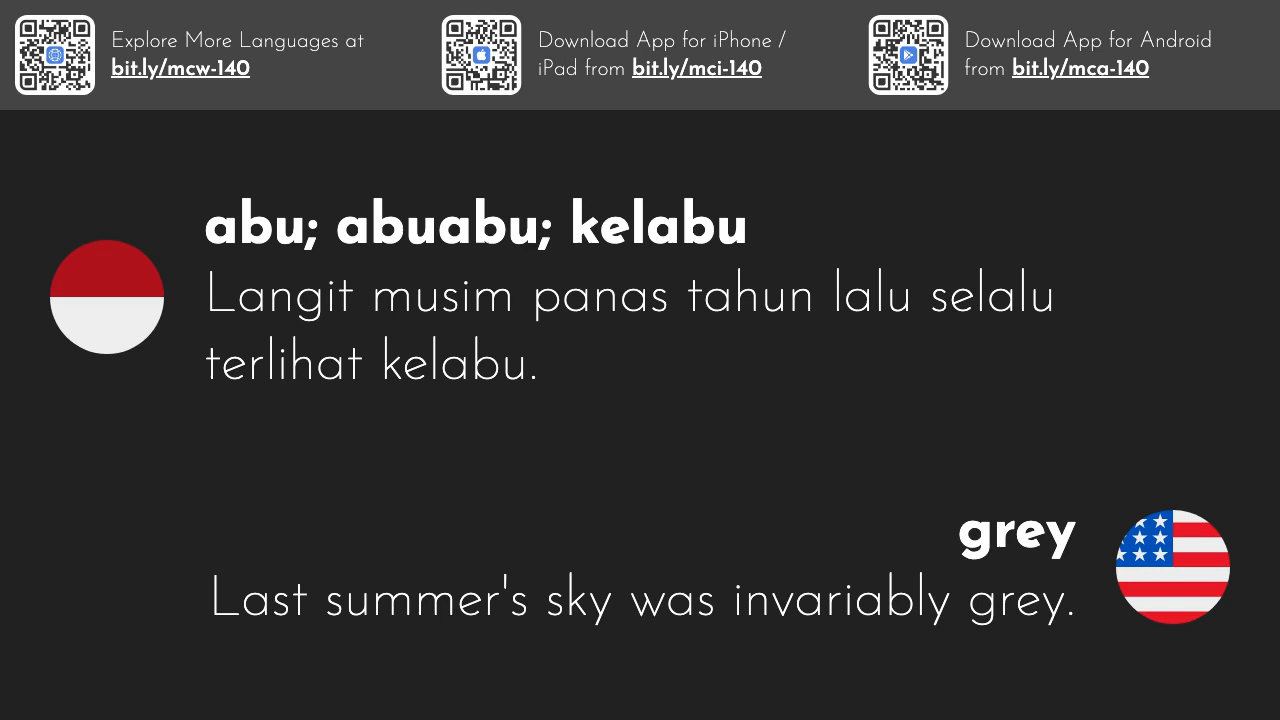 Explore More Languages at
bit.ly/mcw-140
Download App for iPhone /
iPad from bit.ly/mci-140
Download App for Android
from bit.ly/mca-140
abu; abuabu; kelabu
Langit musim panas tahun lalu selalu
terlihat kelabu.
grey
Last summer's sky was invariably grey.